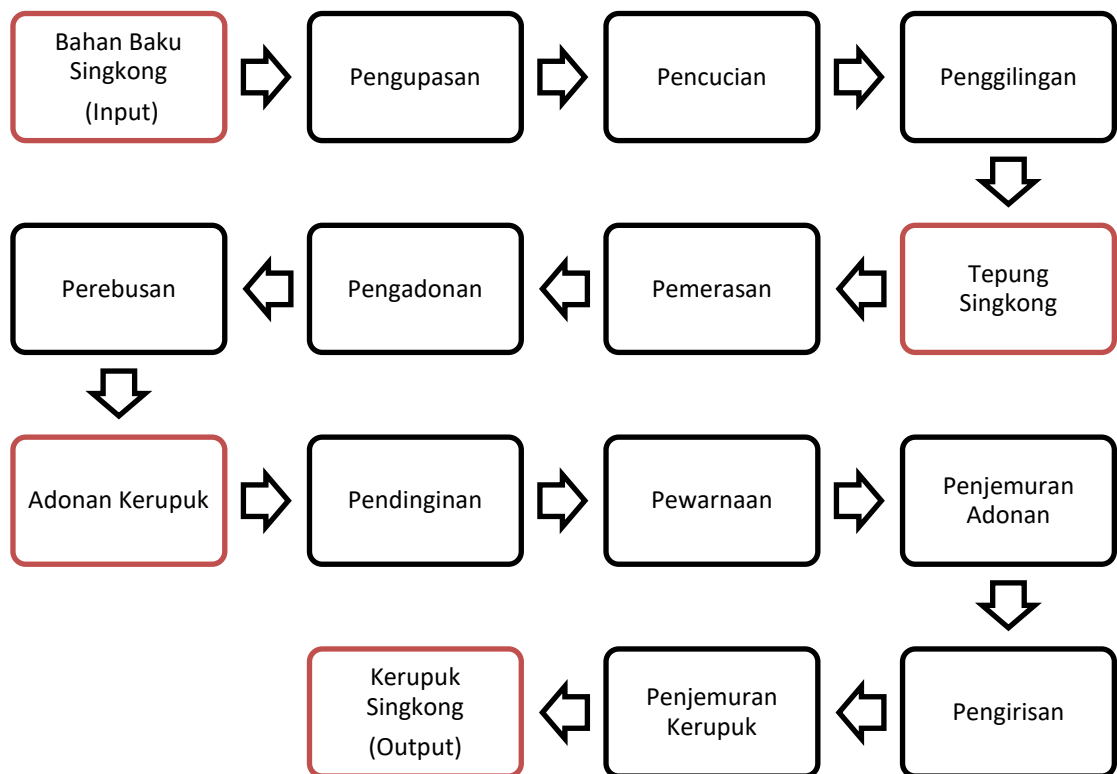 Bahan Baku
Singkong
(Input)
Pengupasan
Pencucian
Penggilingan
Tepung
Singkong
Pemerasan
Pengadonan
Perebusan
Adonan Kerupuk
Pendinginan
Pewarnaan
Penjemuran
Adonan
Pengirisan
Penjemuran
Kerupuk
Kerupuk
Singkong
(Output)